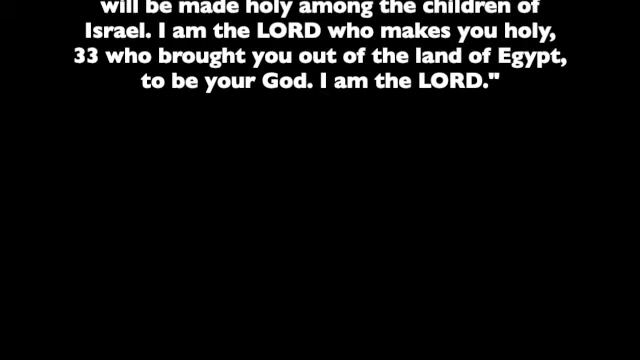 will be made holy among the children of
Israel. I am the LORD who makes you holy,
33 who brought you out of the land of Egypt,
to be your God. I am the LORD."